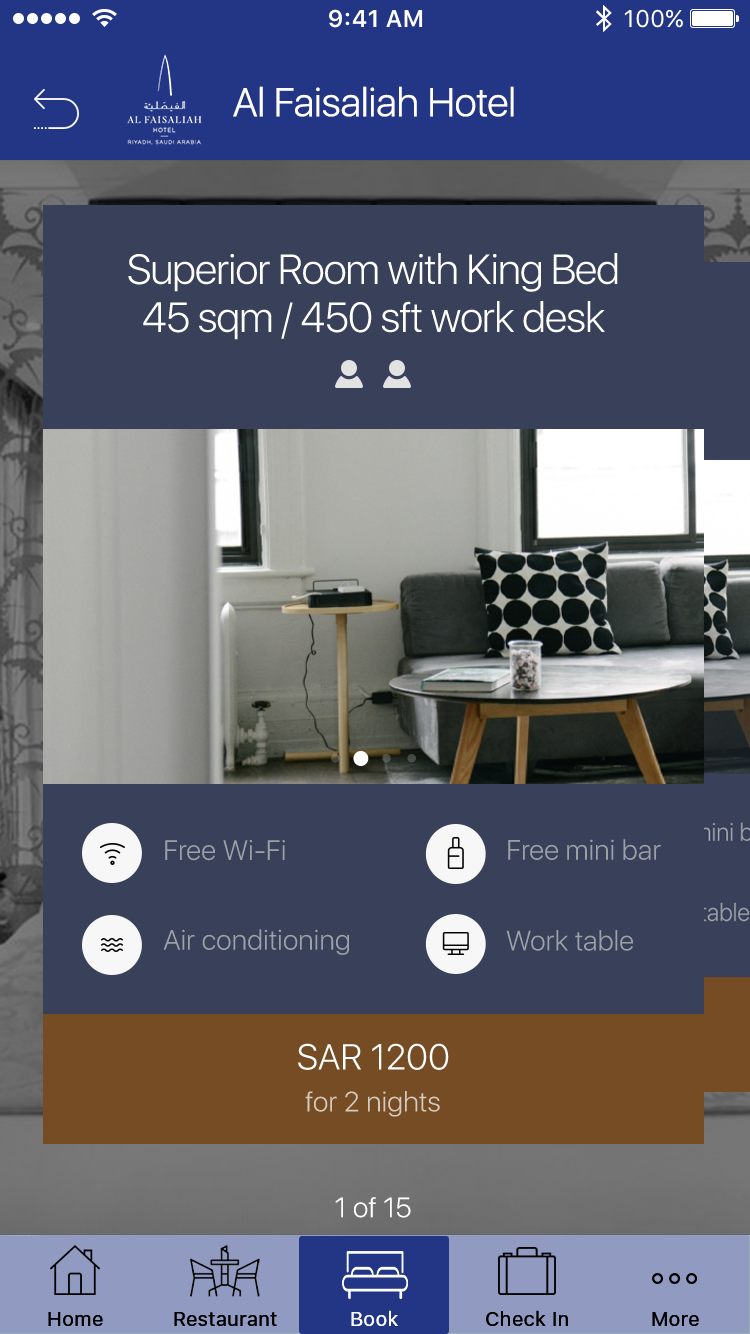 9:41 AM
100%
الفيصلية
AL FAISALIAH
HOTEL
RIYADH, SAUDI ARABIA
Al Faisaliah Hotel
Superior Room with King Bed
45 sqm / 450 sft work desk
Free Wi-Fi
Free mini bar
Air conditioning
Work table
SAR 1200
for 2 nights
1 of 15
Home
Restaurant
Book
Check In
More